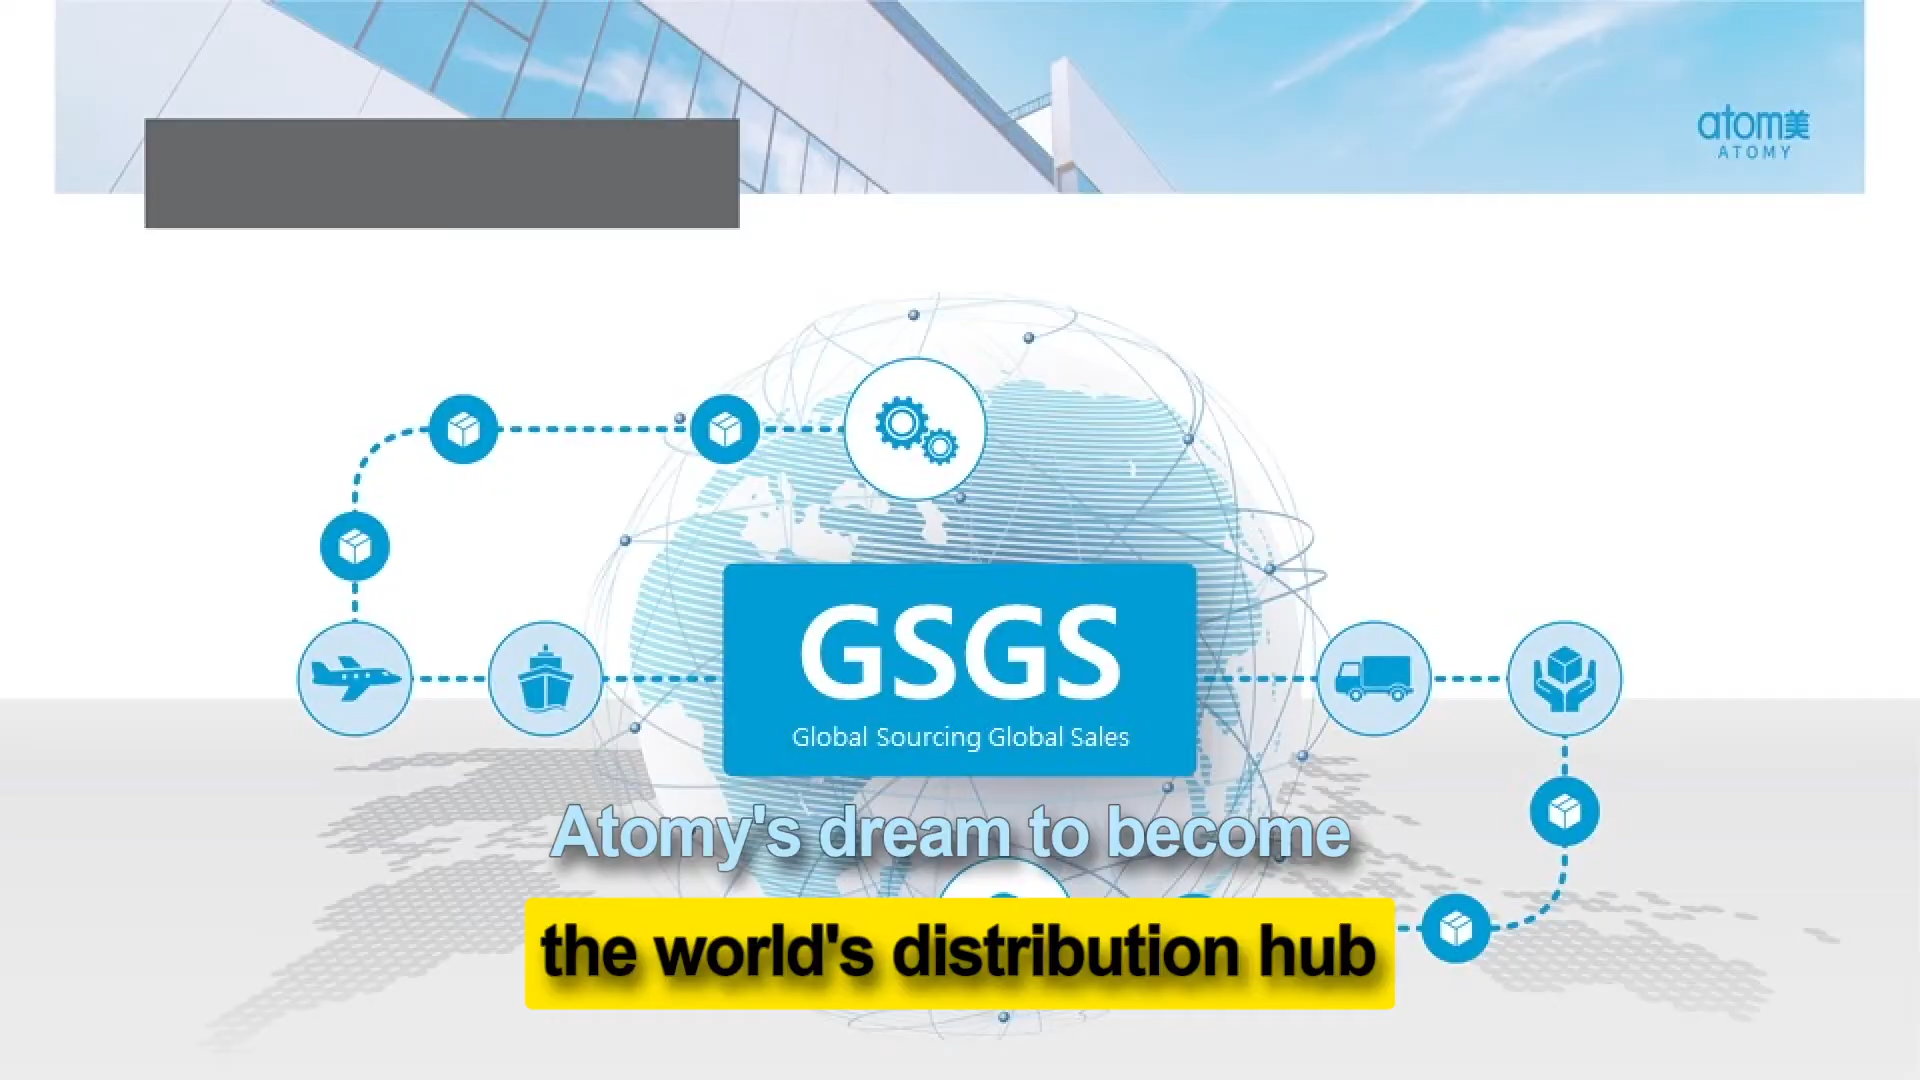 atom美
ATOMY
GSGS
Global Sourcing Global Sales
Atomy's dream to become
the world's distribution hub